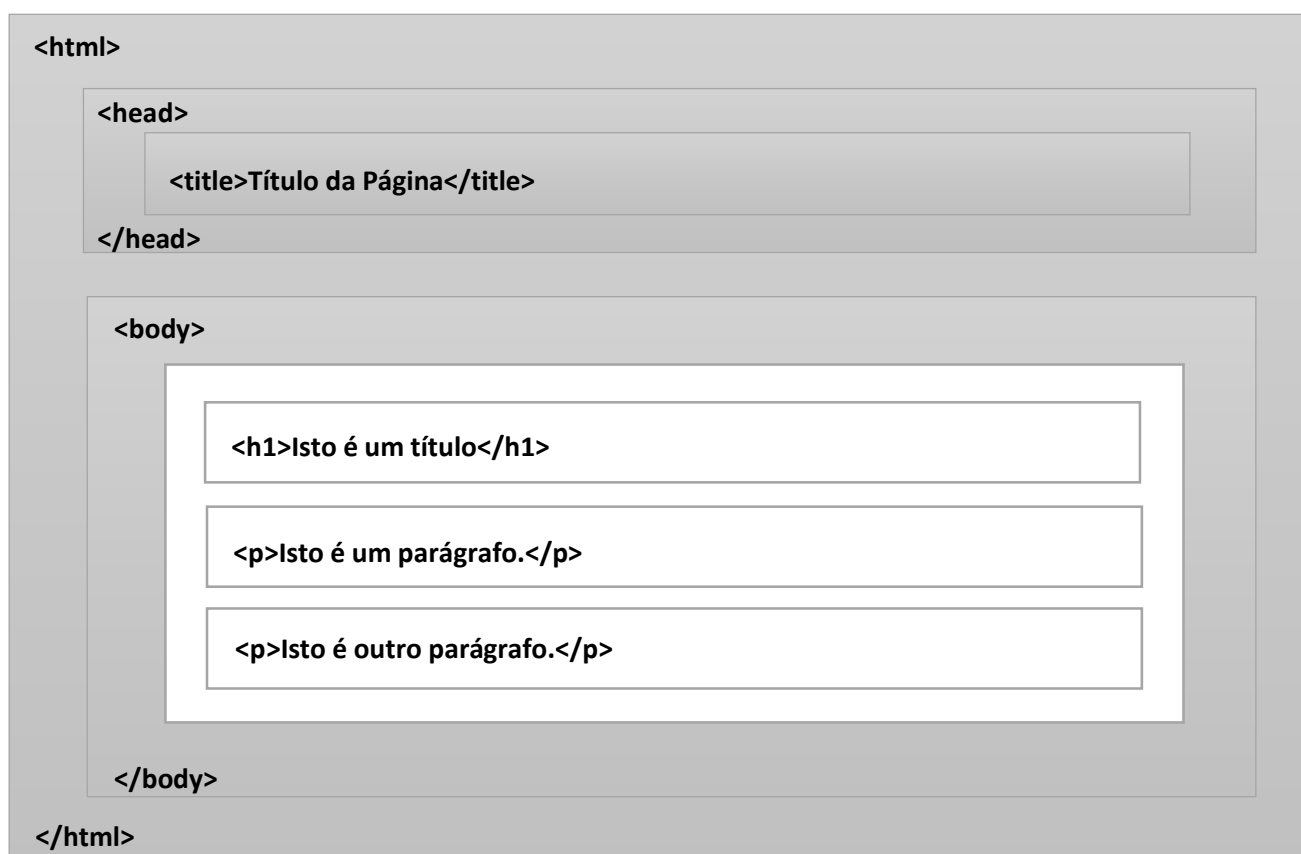 <html>
<head>
<title>Título da Página</title>
</head>
<body>
<h1>Isto é um título</h1>
<p>Isto é um parágrafo.</p>
<p>Isto é outro parágrafo.</p>
</body>
</html>